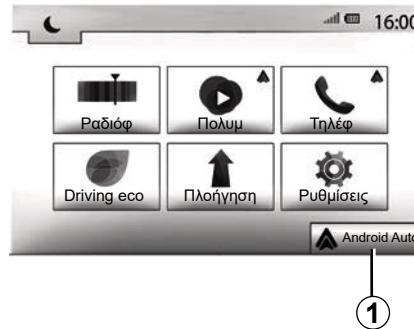 16:00
Ραδιόφ Πολυμ Τηλέφ
Driving eco Πλοήγηση Ρυθμίσεις
Android Auto
1